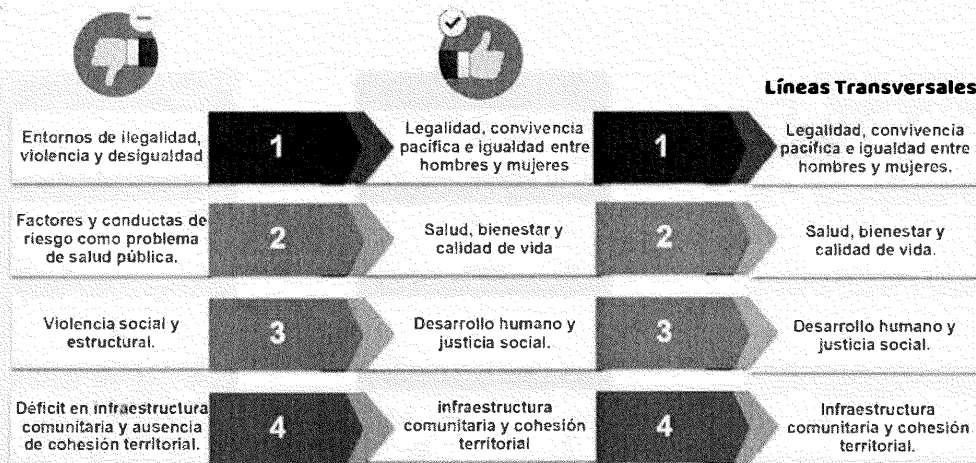 Líneas Transversales
Entornos de ilegalidad,
violencia y desigualdad
1
Legalidad, convivencia
pacífica e igualdad entre
hombres y mujeres
1
Legalidad, convivencia
pacífica e igualdad entre
hombres y mujeres.
Factores y conductas de
riesgo como problema
de salud pública.
2
Salud, bienestar y
calidad de vida
2
Salud, bienestar y
calidad de vida.
Violencia social y
estructural.
3
Desarrollo humano y
justicia social.
3
Desarrollo humano y
justicia social.
Déficit en infraestructura
comunitaria y ausencia
de cohesión territorial.
4
infraestructura
comunitaria y cohesión
territorial
4
Infraestructura
comunitaria y cohesión
territorial.